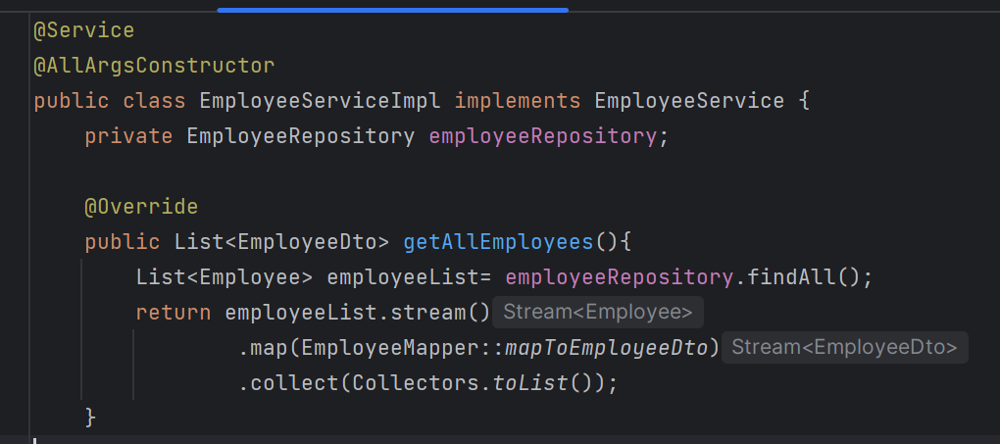 @Service
@AllArgsConstructor
public class EmployeeServiceImpl implements EmployeeService {
private EmployeeRepository employeeRepository;
@Override
public List<EmployeeDto> getAllEmployees(){
List<Employee> employeeList= employeeRepository.findAll();
return employeeList.stream() Stream<Employee>
.map(EmployeeMapper::mapToEmployeeDto) Stream<EmployeeDto>
.collect(Collectors.toList());
}